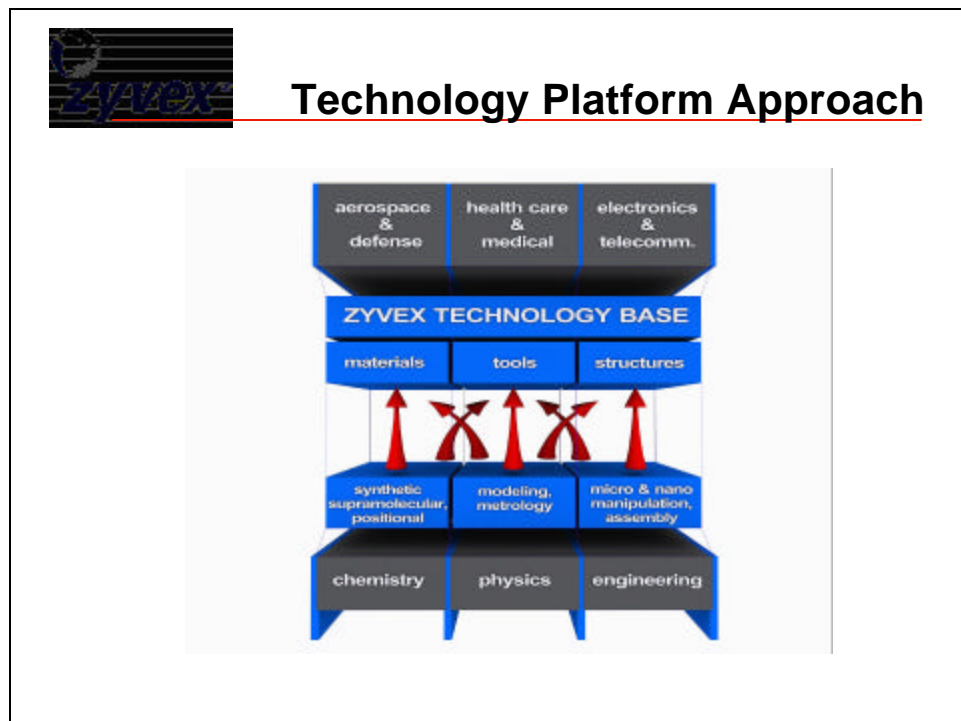 zyvex
Technology Platform Approach
aerospace
&
defense
health care
&
medical
electronics
&
telecomm.
ZYVEX TECHNOLOGY BASE
materials
tools
structures
synthetic
supramolecular,
positional
modeling,
metrology
micro & nano
manipulation,
assembly
chemistry
physics
engineering